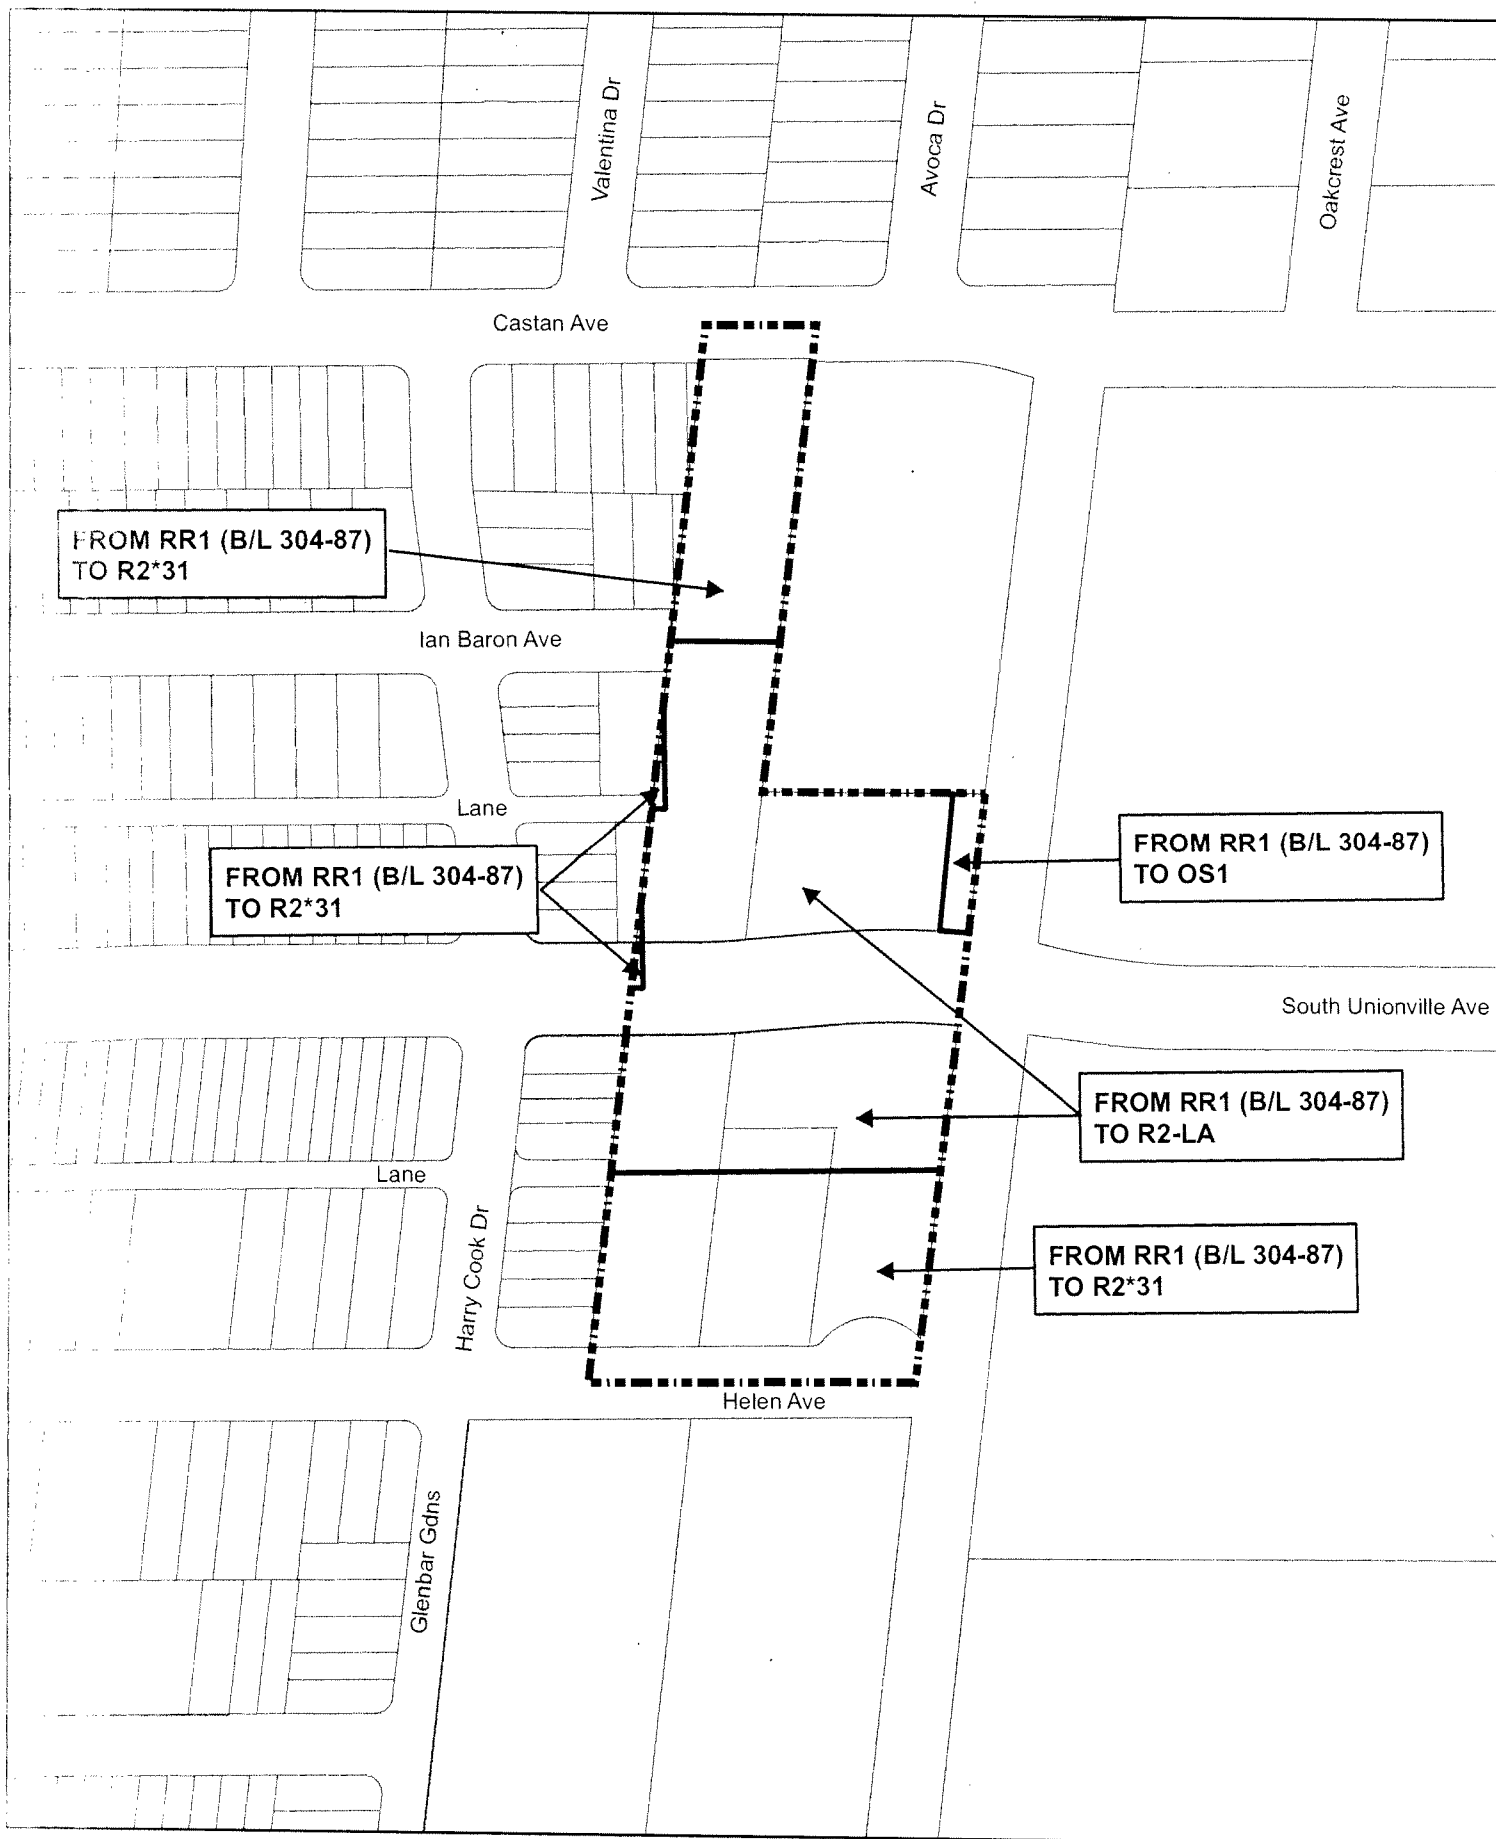 Valentina Dr
Avoca Dr
Oakcrest Ave
Castan Ave
FROM RR1 (B/L 304-87)
TO R2*31
Ian Baron Ave
Lane
FROM RR1 (B/L 304-87)
TO R2*31
FROM RR1 (B/L 304-87)
TO OS1
South Unionville Ave
FROM RR1 (B/L 304-87)
TO R2-LA
Lane
Harry Cook Dr
FROM RR1 (B/L 304-87)
TO R2*31
Helen Ave
Glenbar Gdns